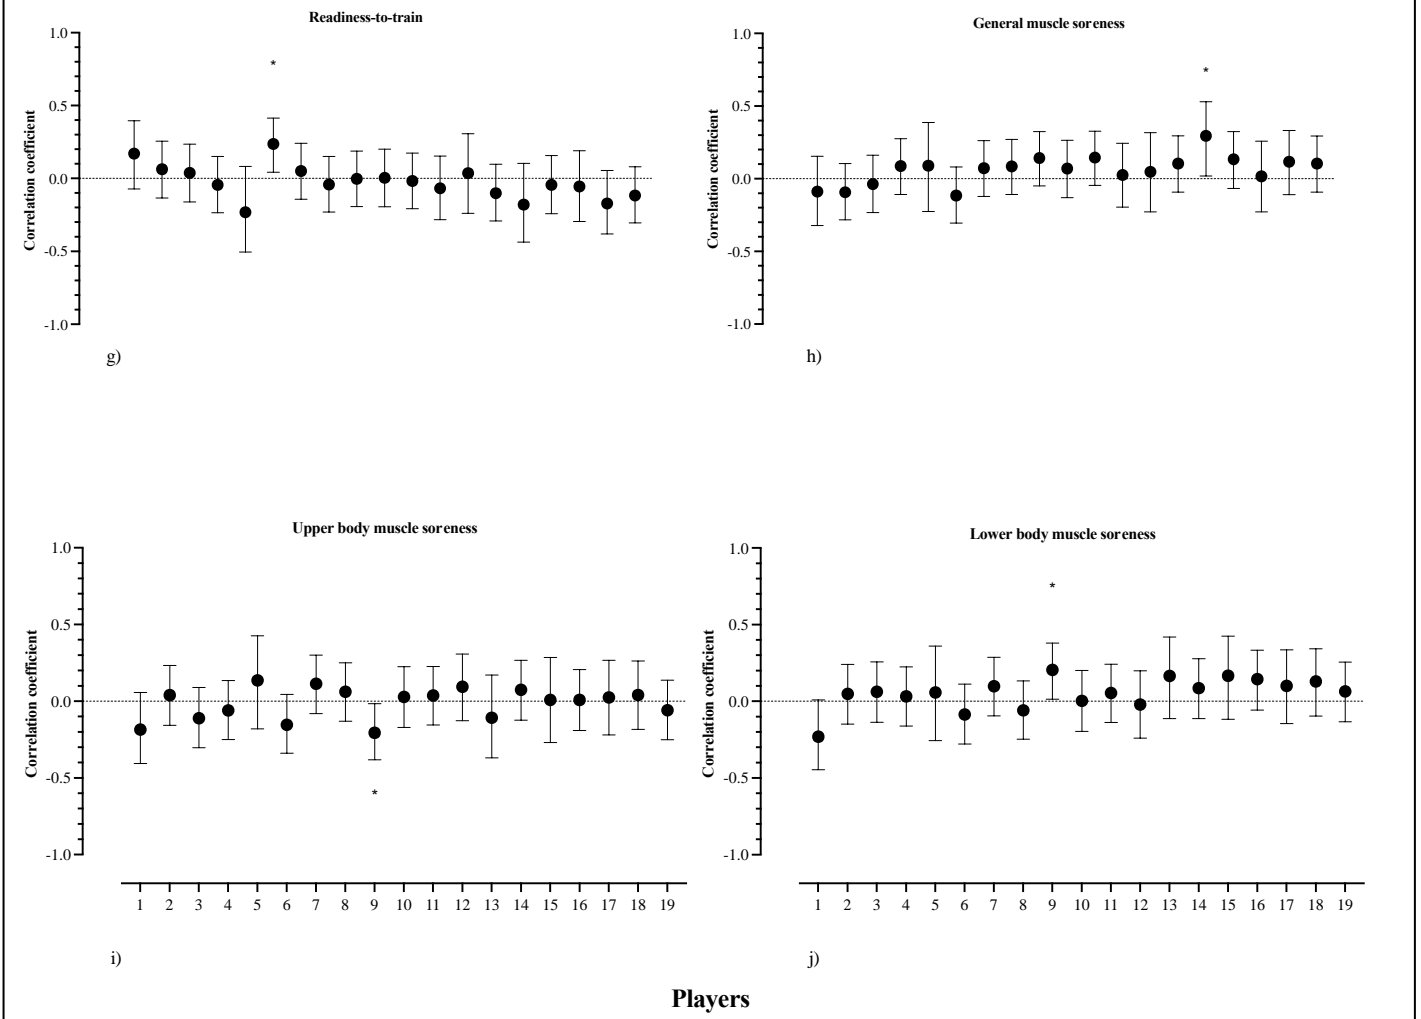 Readiness-to-train
Correlation coefficient
1.0
0.5
0.0
-0.5
-1.0
*
g)
General muscle soreness
Correlation coefficient
1.0
0.5
0.0
-0.5
-1.0
*
h)
Upper body muscle soreness
Correlation coefficient
1.0
0.5
0.0
-0.5
-1.0
*
1 2 3 4 5 6 7 8 9 10 11 12 13 14 15 16 17 18 19
i)
Lower body muscle soreness
Correlation coefficient
1.0
0.5
0.0
-0.5
-1.0
*
1 2 3 4 5 6 7 8 9 10 11 12 13 14 15 16 17 18 19
j)
Players